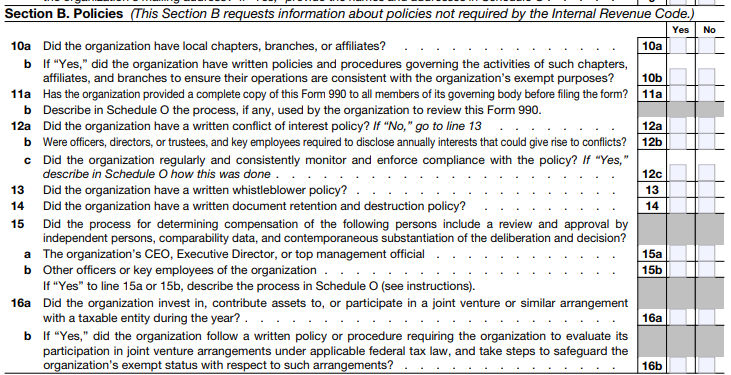 Section B. Policies (This Section B requests information about policies not required by the Internal Revenue Code.)
Yes No
10a Did the organization have local chapters, branches, or affiliates? . . . . . . . . . . . . . . 10a
b If “Yes,” did the organization have written policies and procedures governing the activities of such chapters,
affiliates, and branches to ensure their operations are consistent with the organization’s exempt purposes? 10b
11a Has the organization provided a complete copy of this Form 990 to all members of its governing body before filing the form? 11a
b Describe in Schedule O the process, if any, used by the organization to review this Form 990.
12a Did the organization have a written conflict of interest policy? If “No,” go to line 13 . . . . . . . 12a
b Were officers, directors, or trustees, and key employees required to disclose annually interests that could give rise to conflicts? 12b
c Did the organization regularly and consistently monitor and enforce compliance with the policy? If “Yes,”
describe in Schedule O how this was done . . . . . . . . . . . . . . . . . . . . . 12c
13 Did the organization have a written whistleblower policy? . . . . . . . . . . . . . . . . 13
14 Did the organization have a written document retention and destruction policy? . . . . . . . . 14
15 Did the process for determining compensation of the following persons include a review and approval by
independent persons, comparability data, and contemporaneous substantiation of the deliberation and decision?
a The organization’s CEO, Executive Director, or top management official . . . . . . . . . . . 15a
b Other officers or key employees of the organization . . . . . . . . . . . . . . . . . . 15b
If “Yes” to line 15a or 15b, describe the process in Schedule O (see instructions).
16a Did the organization invest in, contribute assets to, or participate in a joint venture or similar arrangement
with a taxable entity during the year? . . . . . . . . . . . . . . . . . . . . . . 16a
b If “Yes,” did the organization follow a written policy or procedure requiring the organization to evaluate its
participation in joint venture arrangements under applicable federal tax law, and take steps to safeguard the
organization’s exempt status with respect to such arrangements? . . . . . . . . . . . . . 16b